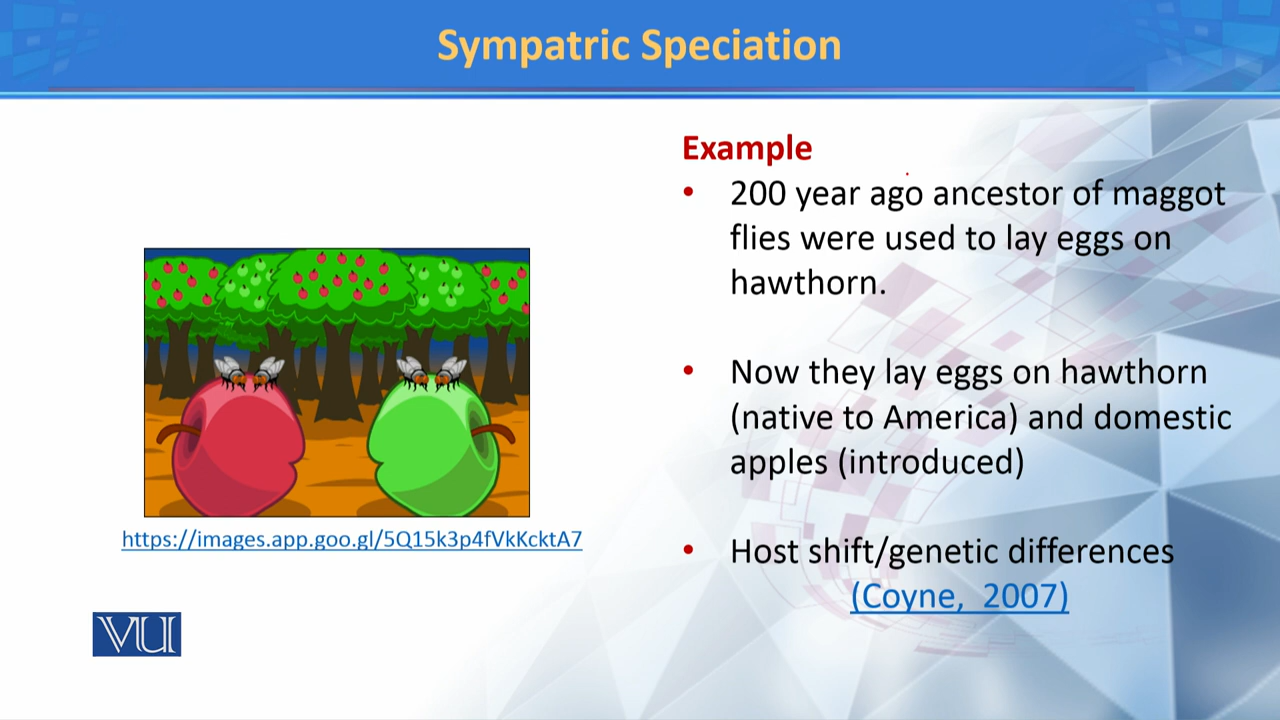 Sympatric Speciation
Example
• 200 year ago ancestor of maggot
flies were used to lay eggs on
hawthorn.
• Now they lay eggs on hawthorn
(native to America) and domestic
apples (introduced)
• Host shift/genetic differences
(Coyne, 2007)
https://images.app.goo.gl/5Q15k3p4fVkKcktA7
VU